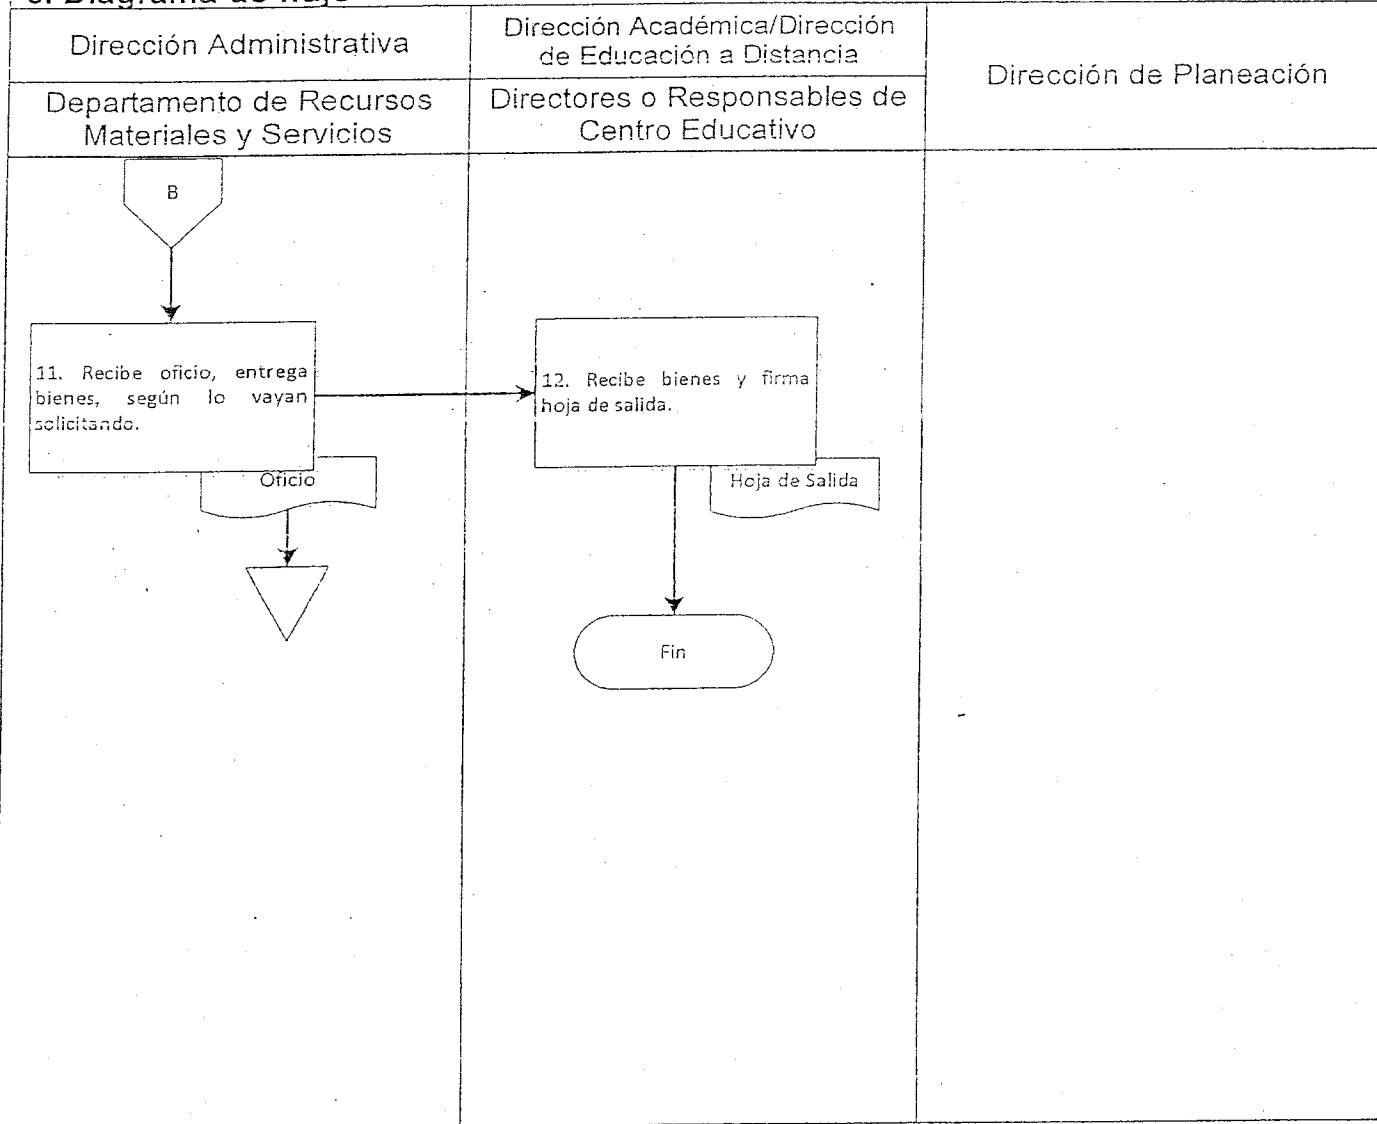 Dirección Administrativa
Dirección Académica/Dirección
de Educación a Distancia
Dirección de Planeación
Departamento de Recursos
Materiales y Servicios
Directores o Responsables de
Centro Educativo
B
11. Recibe oficio, entrega
bienes, según lo vayan
solicitando.
Oficio
12. Recibe bienes y firma
hoja de salida.
Hoja de Salida
Fin